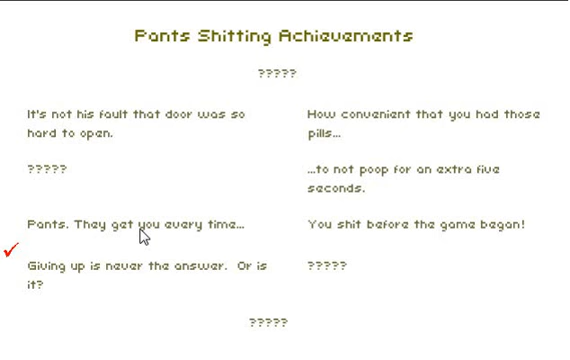 Pants Shitting Achievements
?????
It's not his fault that door was so
hard to open.
How convenient that you had those
pills...
?????
...to not poop for an extra five
seconds.
Pants. They get you every time...
You shit before the game began!
Giving up is never the answer.  Or is
it?
?????
?????